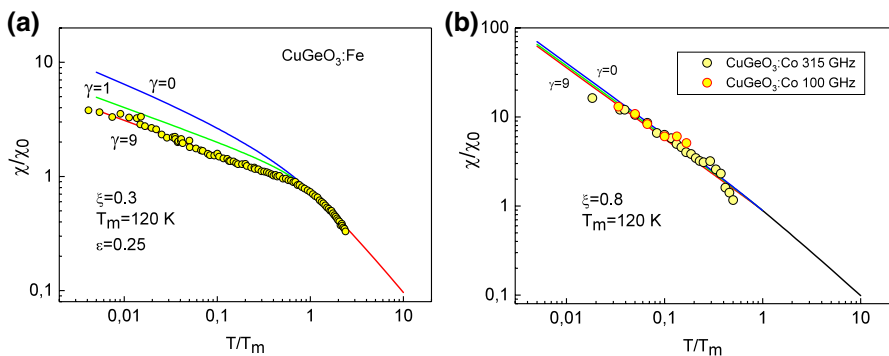 (a)
CuGeO₃:Fe
γ=0
γ=1
γ=9
ξ=0.3
Tₘ=120 K
ε=0.25
χ/χ₀
10
1
0,1
0,01
0,1
1
10
T/Tₘ
(b)
CuGeO₃:Co 315 GHz
CuGeO₃:Co 100 GHz
γ=0
γ=9
ξ=0.8
Tₘ=120 K
χ/χ₀
100
10
1
0,1
0,01
0,1
1
10
T/Tₘ